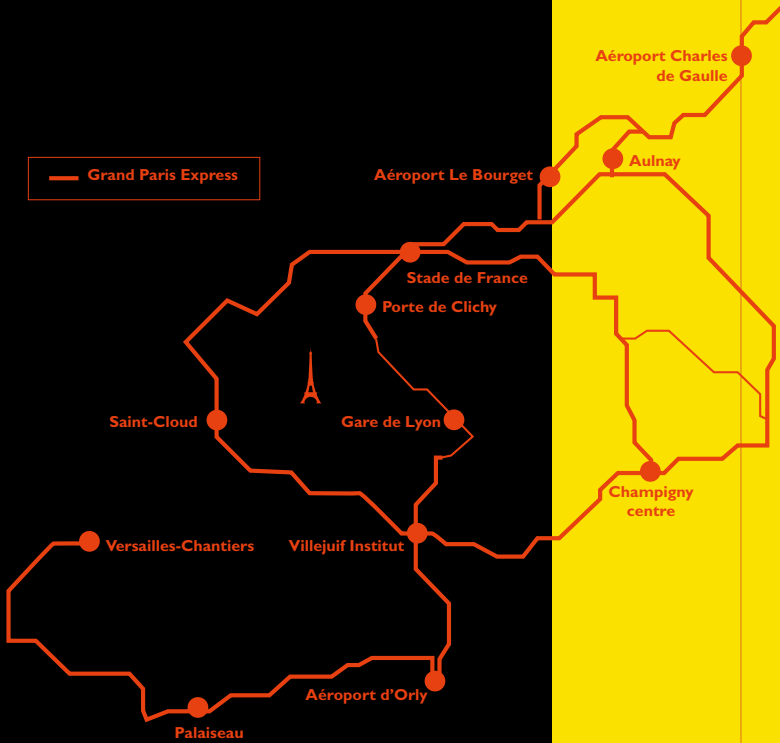 Aéroport Charles
de Gaulle
Aulnay
Grand Paris Express
Aéroport Le Bourget
Stade de France
Porte de Clichy
Saint-Cloud
Gare de Lyon
Champigny
centre
Versailles-Chantiers
Villejuif Institut
Aéroport d'Orly
Palaiseau